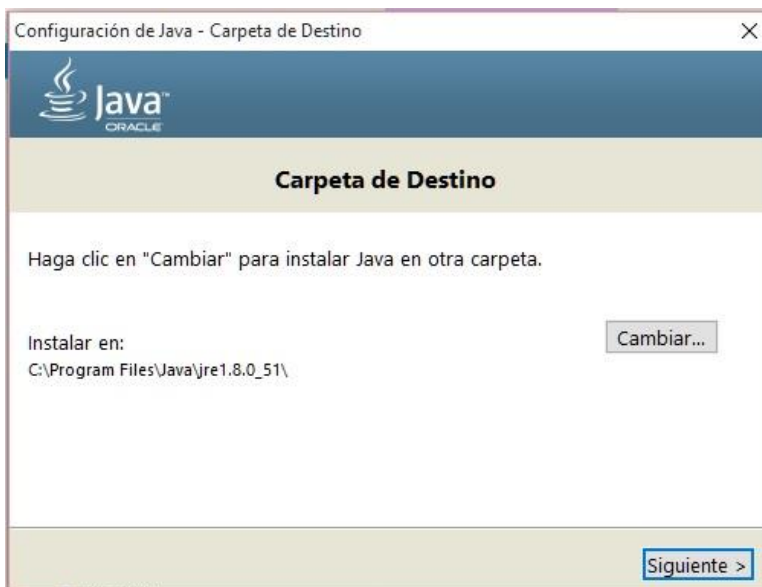 Configuración de Java - Carpeta de Destino
Java™
ORACLE
Carpeta de Destino
Haga clic en "Cambiar" para instalar Java en otra carpeta.
Cambiar...
Instalar en:
C:\Program Files\Java\jre1.8.0_51\
Siguiente >